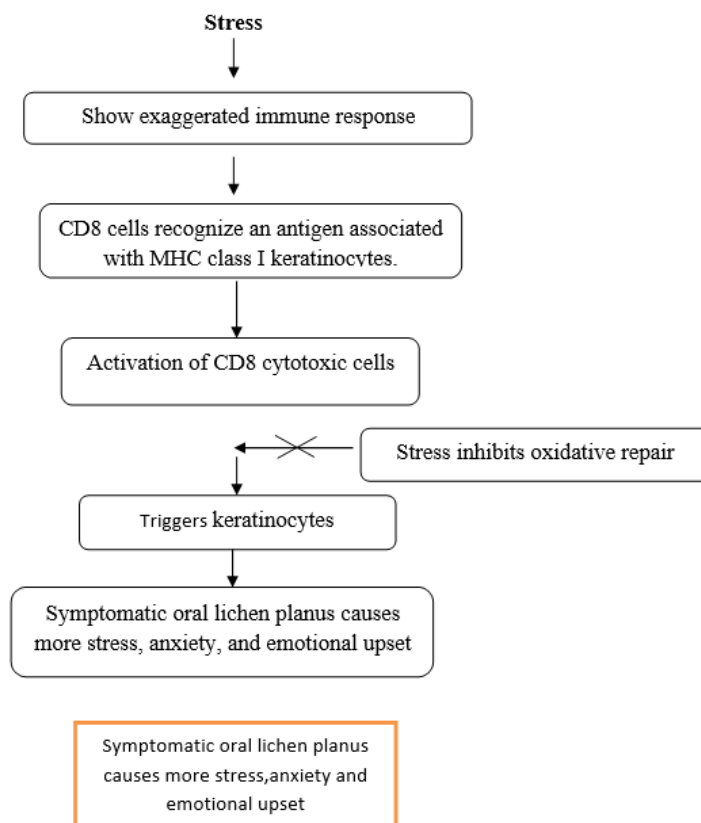 Stress
Show exaggerated immune response
CD8 cells recognize an antigen associated
with MHC class I keratinocytes.
Activation of CD8 cytotoxic cells
Stress inhibits oxidative repair
Triggers keratinocytes
Symptomatic oral lichen planus causes
more stress, anxiety, and emotional upset
Symptomatic oral lichen planus
causes more stress,anxiety and
emotional upset